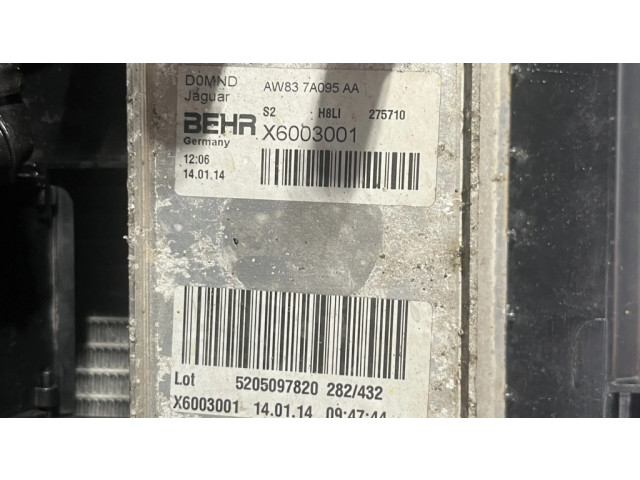 D0MND AW83 7A095 AA
Jaguar
S2 H8LI 275710
BEHR X6003001
Germany
12:06
14.01.14
Lot 5205097820 282/432
X6003001 14.01.14 09:47:44